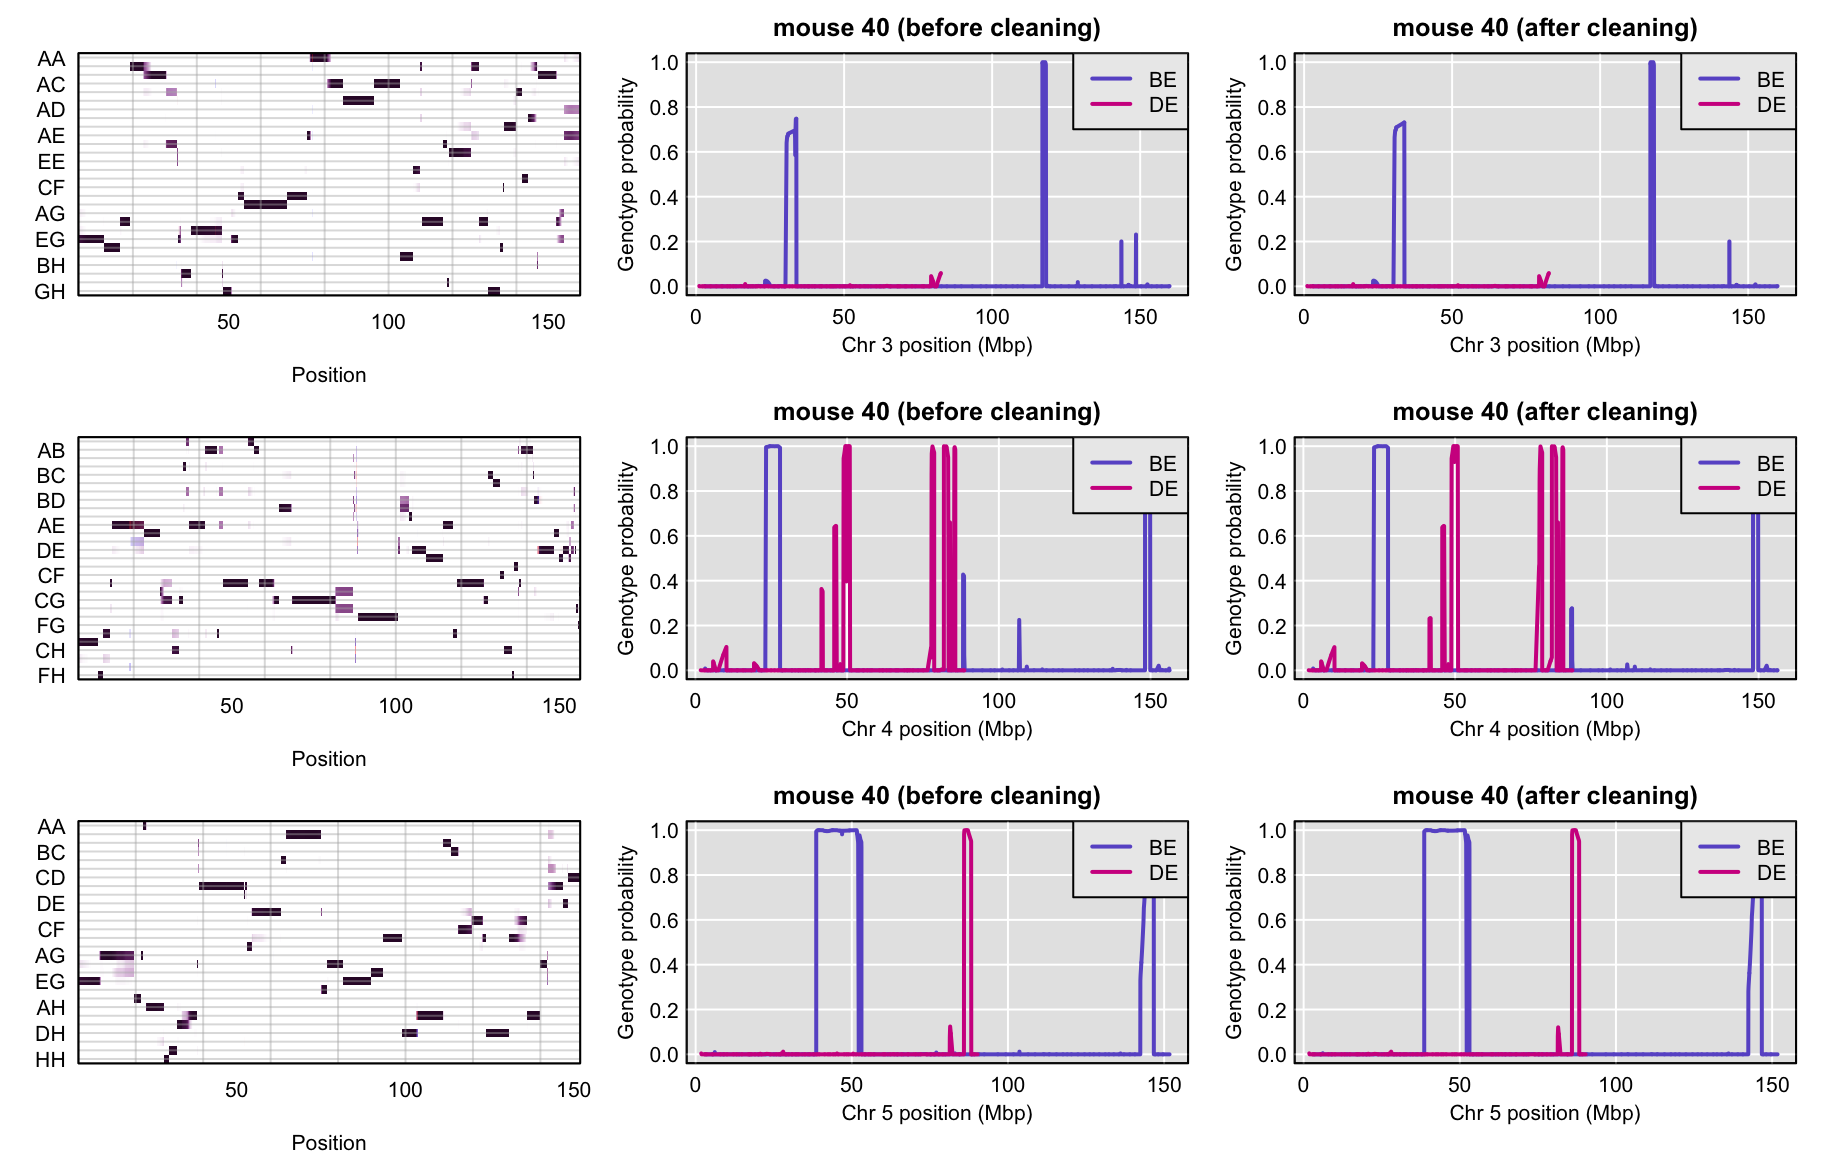 mouse 40 (before cleaning)
mouse 40 (after cleaning)
AA
AC
AD
AE
EE
CF
AG
EG
BH
GH
50
100
150
Position
Genotype probability
1.0
0.8
0.6
0.4
0.2
0.0
0
50
100
150
Chr 3 position (Mbp)
BE
DE
Genotype probability
1.0
0.8
0.6
0.4
0.2
0.0
0
50
100
150
Chr 3 position (Mbp)
BE
DE
mouse 40 (before cleaning)
mouse 40 (after cleaning)
AB
BC
BD
AE
DE
CF
CG
FG
CH
FH
50
100
150
Position
Genotype probability
1.0
0.8
0.6
0.4
0.2
0.0
0
50
100
150
Chr 4 position (Mbp)
BE
DE
Genotype probability
1.0
0.8
0.6
0.4
0.2
0.0
0
50
100
150
Chr 4 position (Mbp)
BE
DE
mouse 40 (before cleaning)
mouse 40 (after cleaning)
AA
BC
CD
DE
CF
AG
EG
AH
DH
HH
50
100
150
Position
Genotype probability
1.0
0.8
0.6
0.4
0.2
0.0
0
50
100
150
Chr 5 position (Mbp)
BE
DE
Genotype probability
1.0
0.8
0.6
0.4
0.2
0.0
0
50
100
150
Chr 5 position (Mbp)
BE
DE